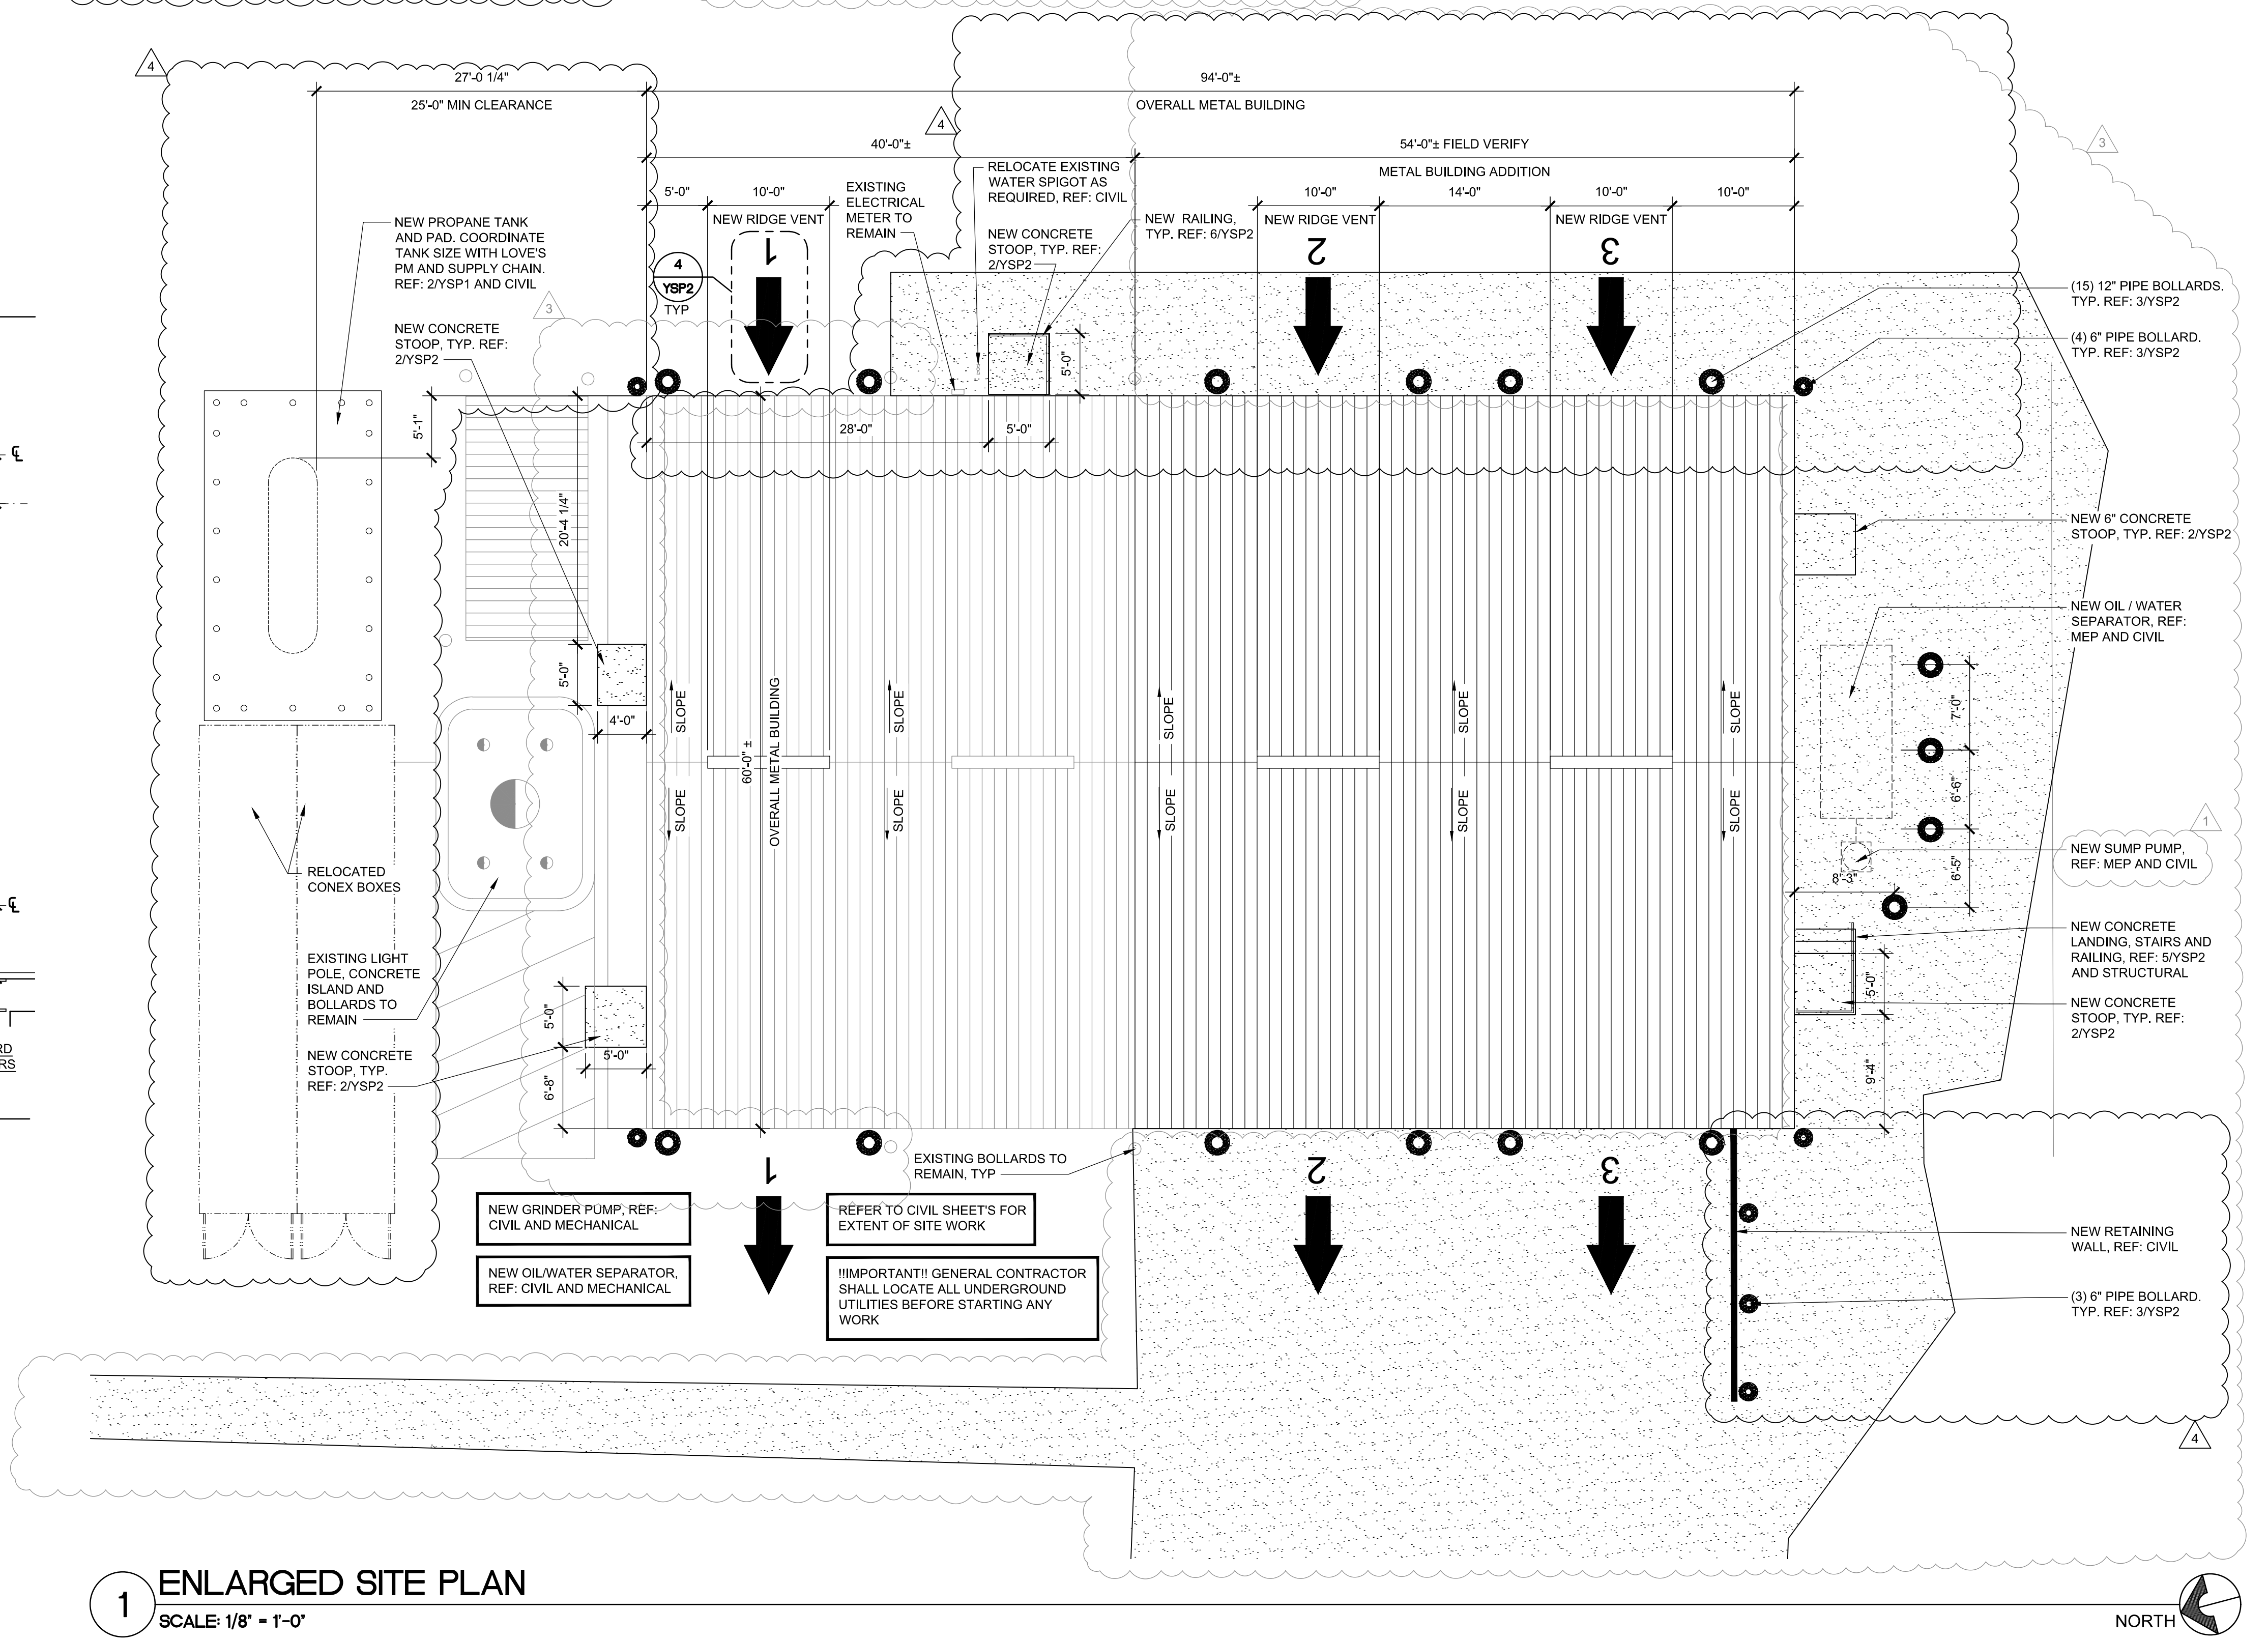 4
27'-0 1/4"
25'-0" MIN CLEARANCE
94'-0"±
OVERALL METAL BUILDING
4
3
40'-0"±
54'-0"± FIELD VERIFY
METAL BUILDING ADDITION
5'-0"
10'-0"
NEW RIDGE VENT
10'-0"
NEW RIDGE VENT
14'-0"
10'-0"
NEW RIDGE VENT
10'-0"
EXISTING
ELECTRICAL
METER TO
REMAIN
RELOCATE EXISTING
WATER SPIGOT AS
REQUIRED, REF: CIVIL
NEW CONCRETE
STOOP, TYP. REF:
2/YSP2
NEW RAILING,
TYP. REF: 6/YSP2
NEW PROPANE TANK
AND PAD. COORDINATE
TANK SIZE WITH LOVE'S
PM AND SUPPLY CHAIN.
REF: 2/YSP1 AND CIVIL
4
YSP2
TYP
1
2
3
3
NEW CONCRETE
STOOP, TYP. REF:
2/YSP2
(15) 12" PIPE BOLLARDS.
TYP. REF: 3/YSP2
(4) 6" PIPE BOLLARD.
TYP. REF: 3/YSP2
5'-0"
5'-1"
28'-0"
5'-0"
20'-4 1/4"
5'-0"
4'-0"
NEW 6" CONCRETE
STOOP, TYP. REF: 2/YSP2
NEW OIL / WATER
SEPARATOR, REF:
MEP AND CIVIL
SLOPE
SLOPE
SLOPE
SLOPE
SLOPE
60'-0" ±
OVERALL METAL BUILDING
SLOPE
SLOPE
SLOPE
SLOPE
SLOPE
7'-0"
6'-6"
6'-5"
8'-3"
1
NEW SUMP PUMP,
REF: MEP AND CIVIL
RELOCATED
CONEX BOXES
EXISTING LIGHT
POLE, CONCRETE
ISLAND AND
BOLLARDS TO
REMAIN
NEW CONCRETE
LANDING, STAIRS AND
RAILING, REF: 5/YSP2
AND STRUCTURAL
NEW CONCRETE
STOOP, TYP. REF:
2/YSP2
5'-0"
9'-4"
RD
RS
NEW CONCRETE
STOOP, TYP.
REF: 2/YSP2
5'-0"
5'-0"
6'-8"
EXISTING BOLLARDS TO
REMAIN, TYP
1
2
3
NEW GRINDER PUMP, REF:
CIVIL AND MECHANICAL
REFER TO CIVIL SHEET'S FOR
EXTENT OF SITE WORK
NEW OIL/WATER SEPARATOR,
REF: CIVIL AND MECHANICAL
!!IMPORTANT!! GENERAL CONTRACTOR
SHALL LOCATE ALL UNDERGROUND
UTILITIES BEFORE STARTING ANY
WORK
NEW RETAINING
WALL, REF: CIVIL
(3) 6" PIPE BOLLARD.
TYP. REF: 3/YSP2
4
1
ENLARGED SITE PLAN
SCALE: 1/8" = 1'-0"
NORTH